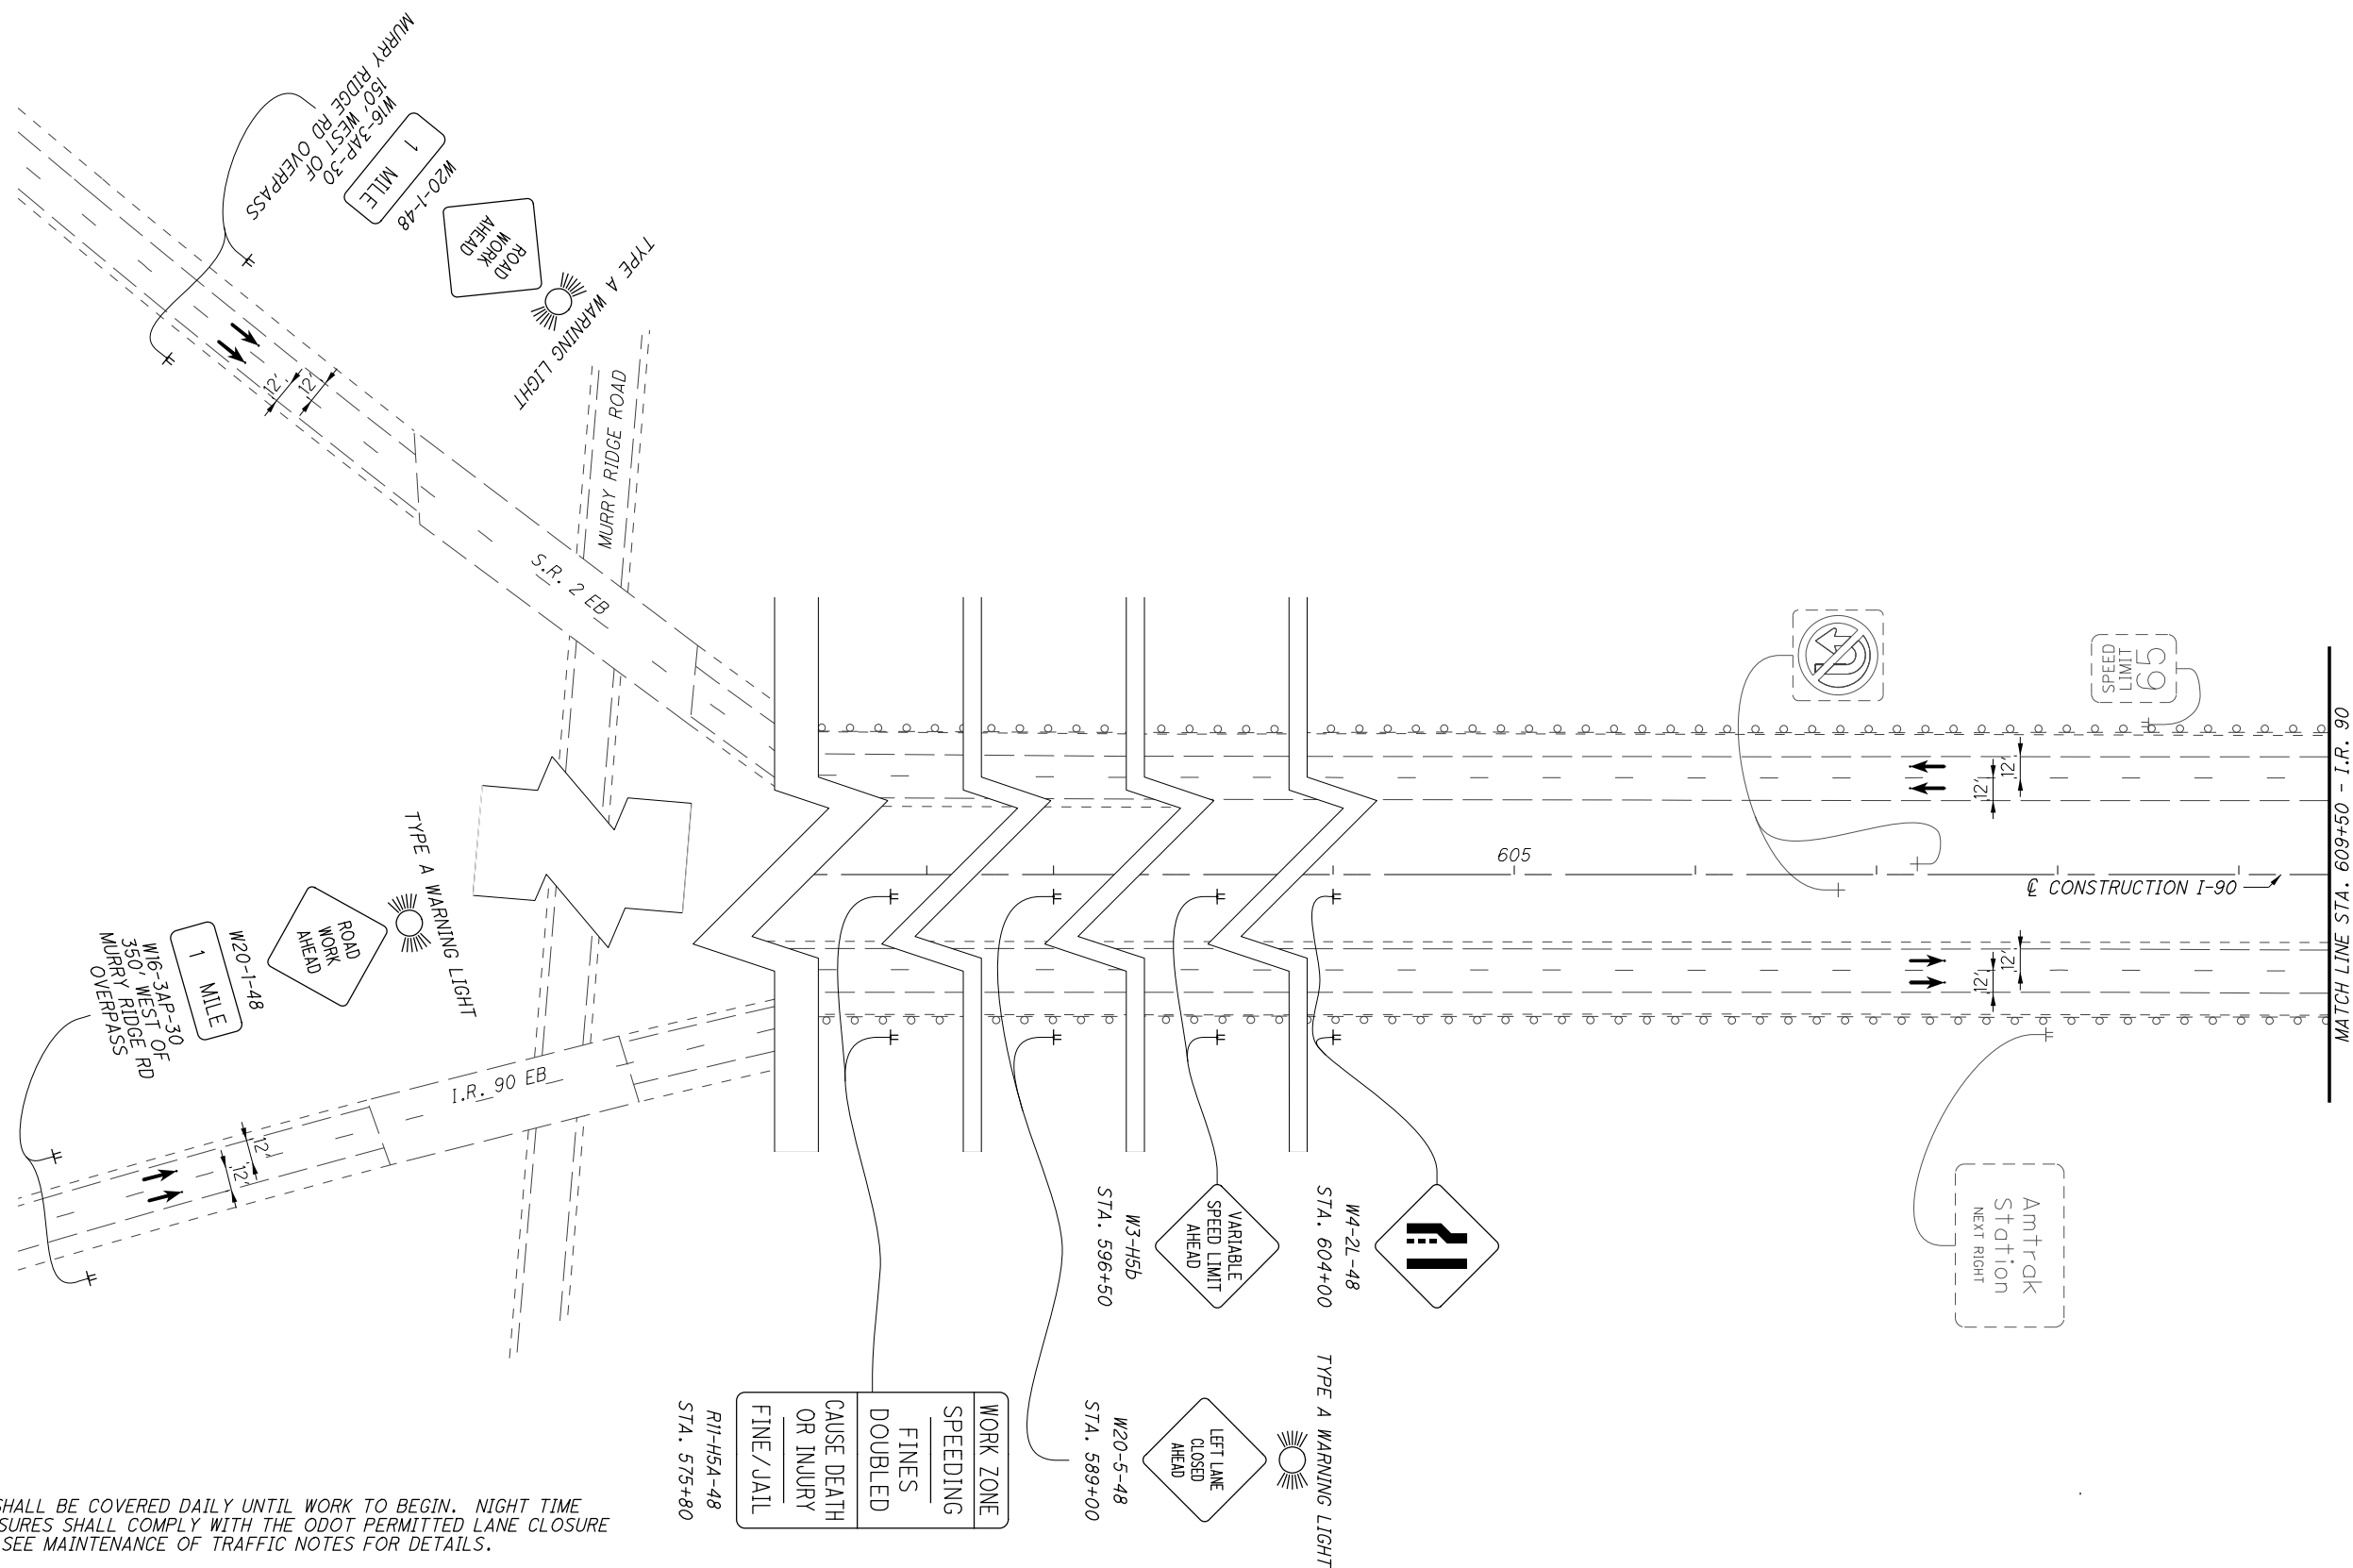 MURRY RIDGE RD OVERPASS
150' WEST OF
W16-3AP-30
1 MILE
W20-1-48
ROAD
WORK
AHEAD
TYPE A WARNING LIGHT
12'
12'
MURRY RIDGE ROAD
S.R. 2 EB
SPEED
LIMIT
65
12'
12'
605
℄ CONSTRUCTION I-90
MATCH LINE STA. 609+50 - I.R. 90
12'
12'
TYPE A WARNING LIGHT
ROAD
WORK
AHEAD
W20-1-48
1 MILE
W16-3AP-30
350' WEST OF
MURRY RIDGE RD
OVERPASS
I.R. 90 EB
12'
12'
VARIABLE
SPEED LIMIT
AHEAD
W3-H5b
STA. 596+50
W4-2L-48
STA. 604+00
Amtrak
Station
NEXT RIGHT
TYPE A WARNING LIGHT
LEFT LANE
CLOSED
AHEAD
W20-5-48
STA. 589+00
WORK ZONE
SPEEDING
FINES
DOUBLED
CAUSE DEATH
OR INJURY
FINE/JAIL
R11-H5A-48
STA. 575+80
SHALL BE COVERED DAILY UNTIL WORK TO BEGIN. NIGHT TIME
SURES SHALL COMPLY WITH THE ODOT PERMITTED LANE CLOSURE
SEE MAINTENANCE OF TRAFFIC NOTES FOR DETAILS.